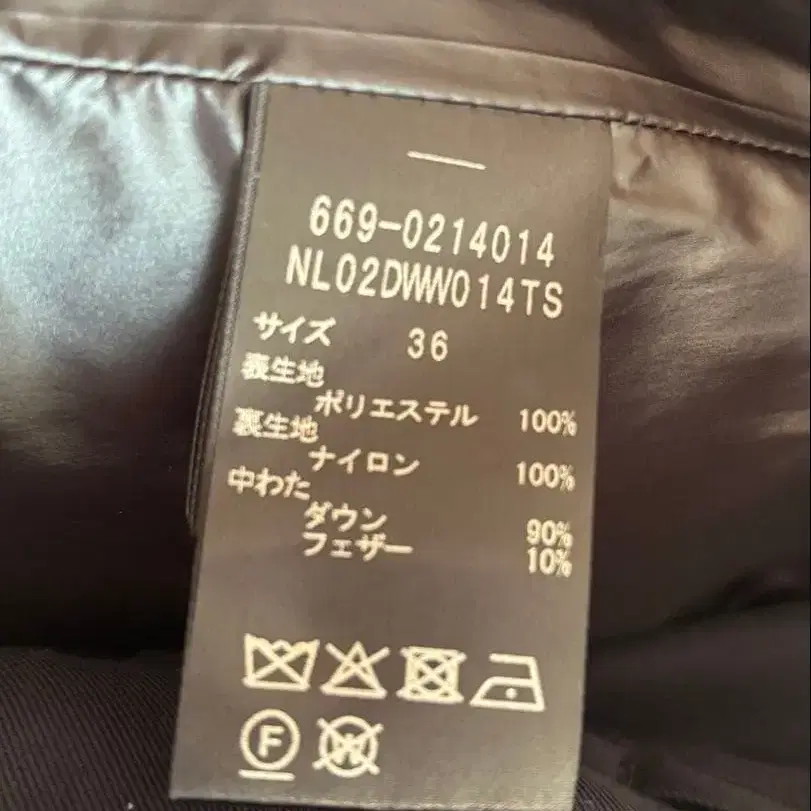 669-0214014
NL02DWW014TS
サイズ 36
表生地
ポリエステル 100%
裏生地
ナイロン 100%
中わた
ダウン 90%
フェザー 10%
F
W